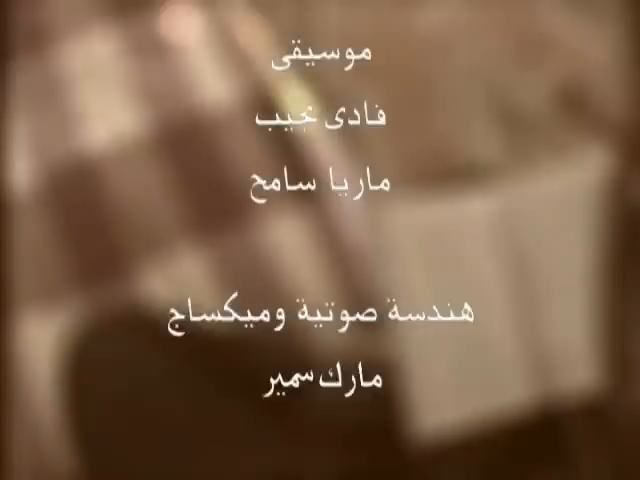 موسيقى
فادى نجيب
ماريا سامح
هندسة صوتية وميكساج
مارك سمير